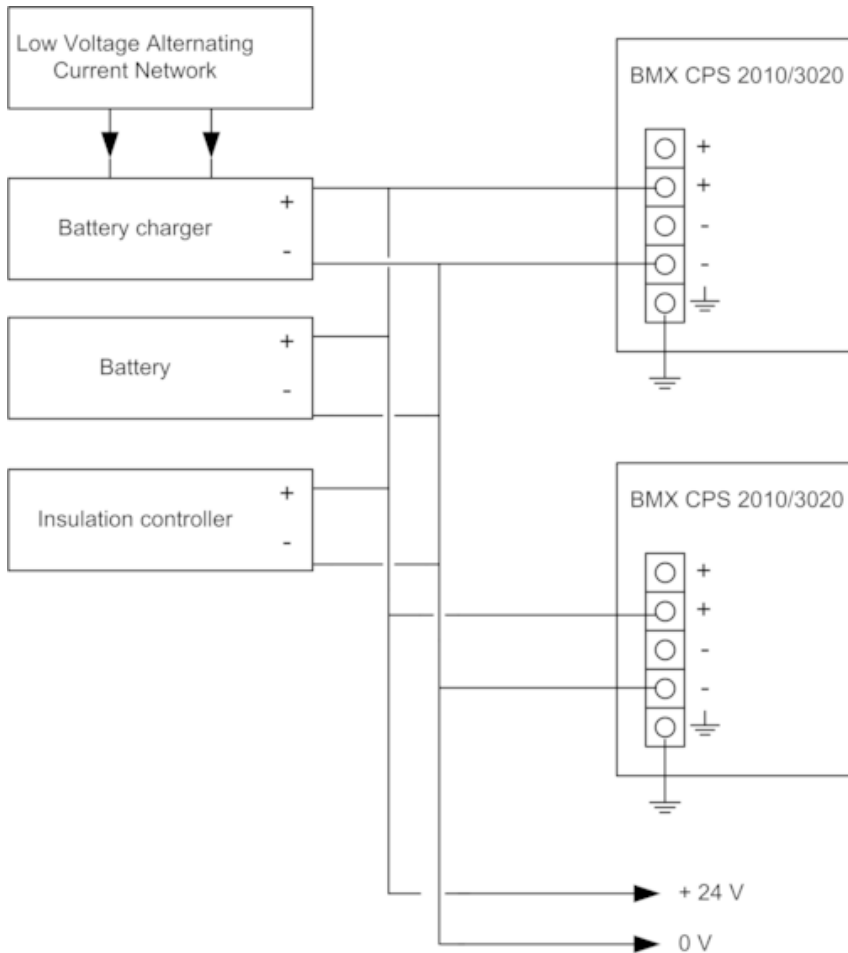 Low Voltage Alternating
Current Network
BMX CPS 2010/3020
+
+
-
-
Battery charger
+
-
Battery
+
-
Insulation controller
+
-
BMX CPS 2010/3020
+
+
-
-
+ 24 V
0 V